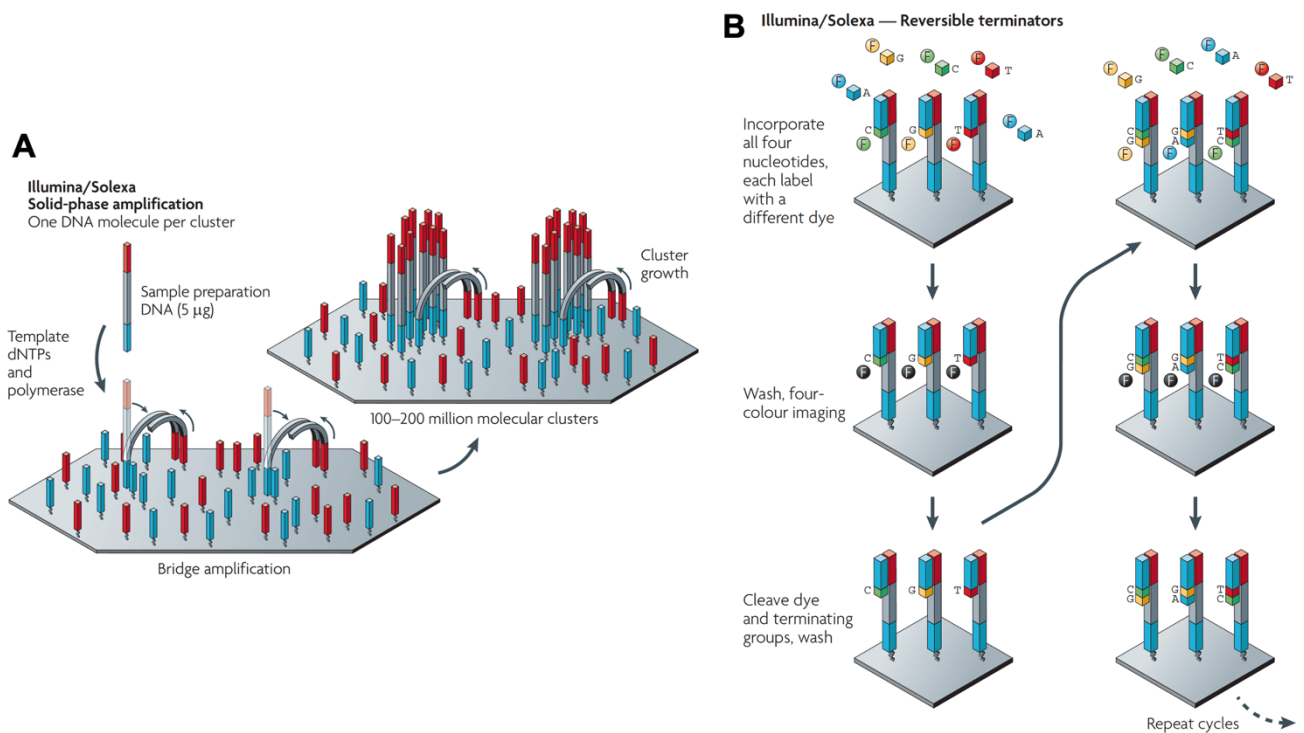 A
Illumina/Solexa
Solid-phase amplification
One DNA molecule per cluster
Sample preparation
DNA (5 µg)
Template
dNTPs
and
polymerase
Bridge amplification
100–200 million molecular clusters
Cluster
growth
B
Illumina/Solexa — Reversible terminators
Incorporate
all four
nucleotides,
each label
with a
different dye
F G
F C
F T
F A
F A
C
F
G
F
T
F
F G
F C
F A
F T
C
G
F
G
A
F
T
C
F
Wash, four-
colour imaging
C
F
G
F
T
F
C
G
F
G
A
F
T
C
F
Cleave dye
and terminating
groups, wash
C
G
T
C
G
G
A
T
C
Repeat cycles